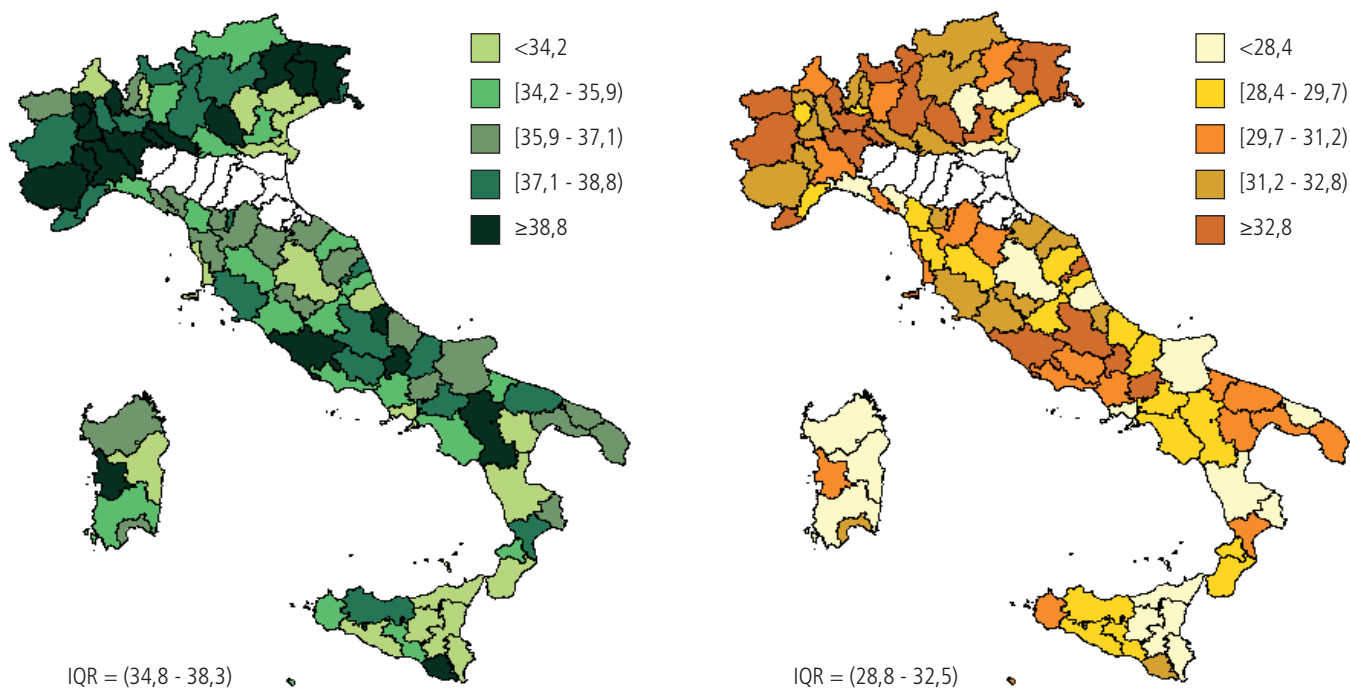 <34,2
[34,2 - 35,9)
[35,9 - 37,1)
[37,1 - 38,8)
≥38,8
IQR = (34,8 - 38,3)
<28,4
[28,4 - 29,7)
[29,7 - 31,2)
[31,2 - 32,8)
≥32,8
IQR = (28,8 - 32,5)